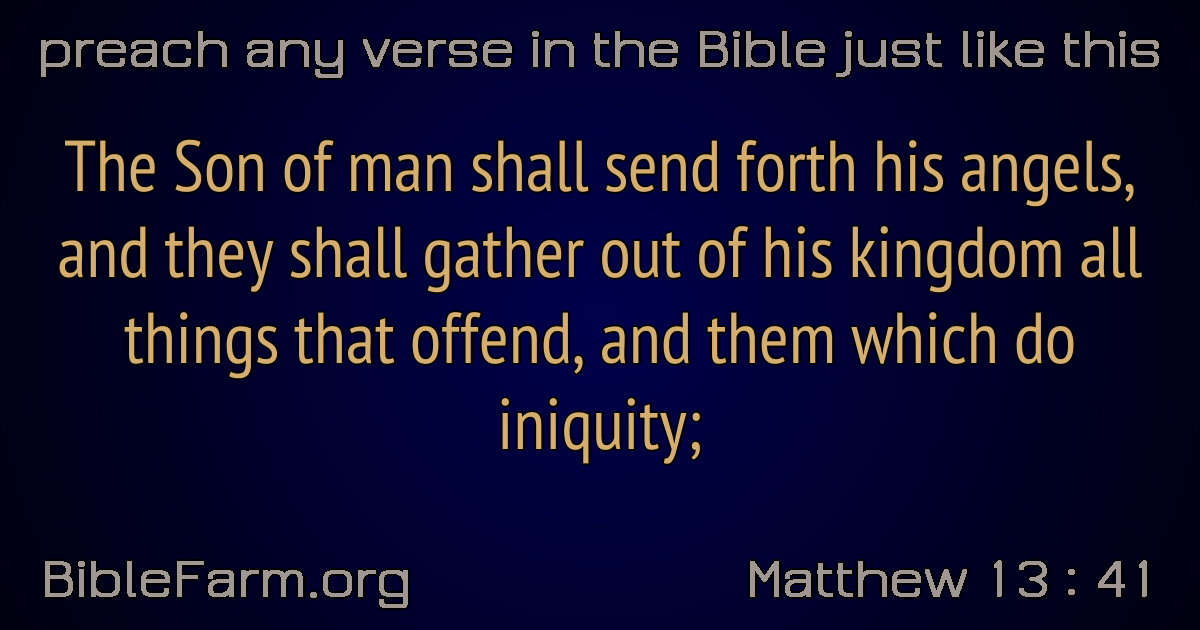 preach any verse in the Bible just like this
The Son of man shall send forth his angels,
and they shall gather out of his kingdom all
things that offend, and them which do
iniquity;
BibleFarm.org
Matthew 13 : 41